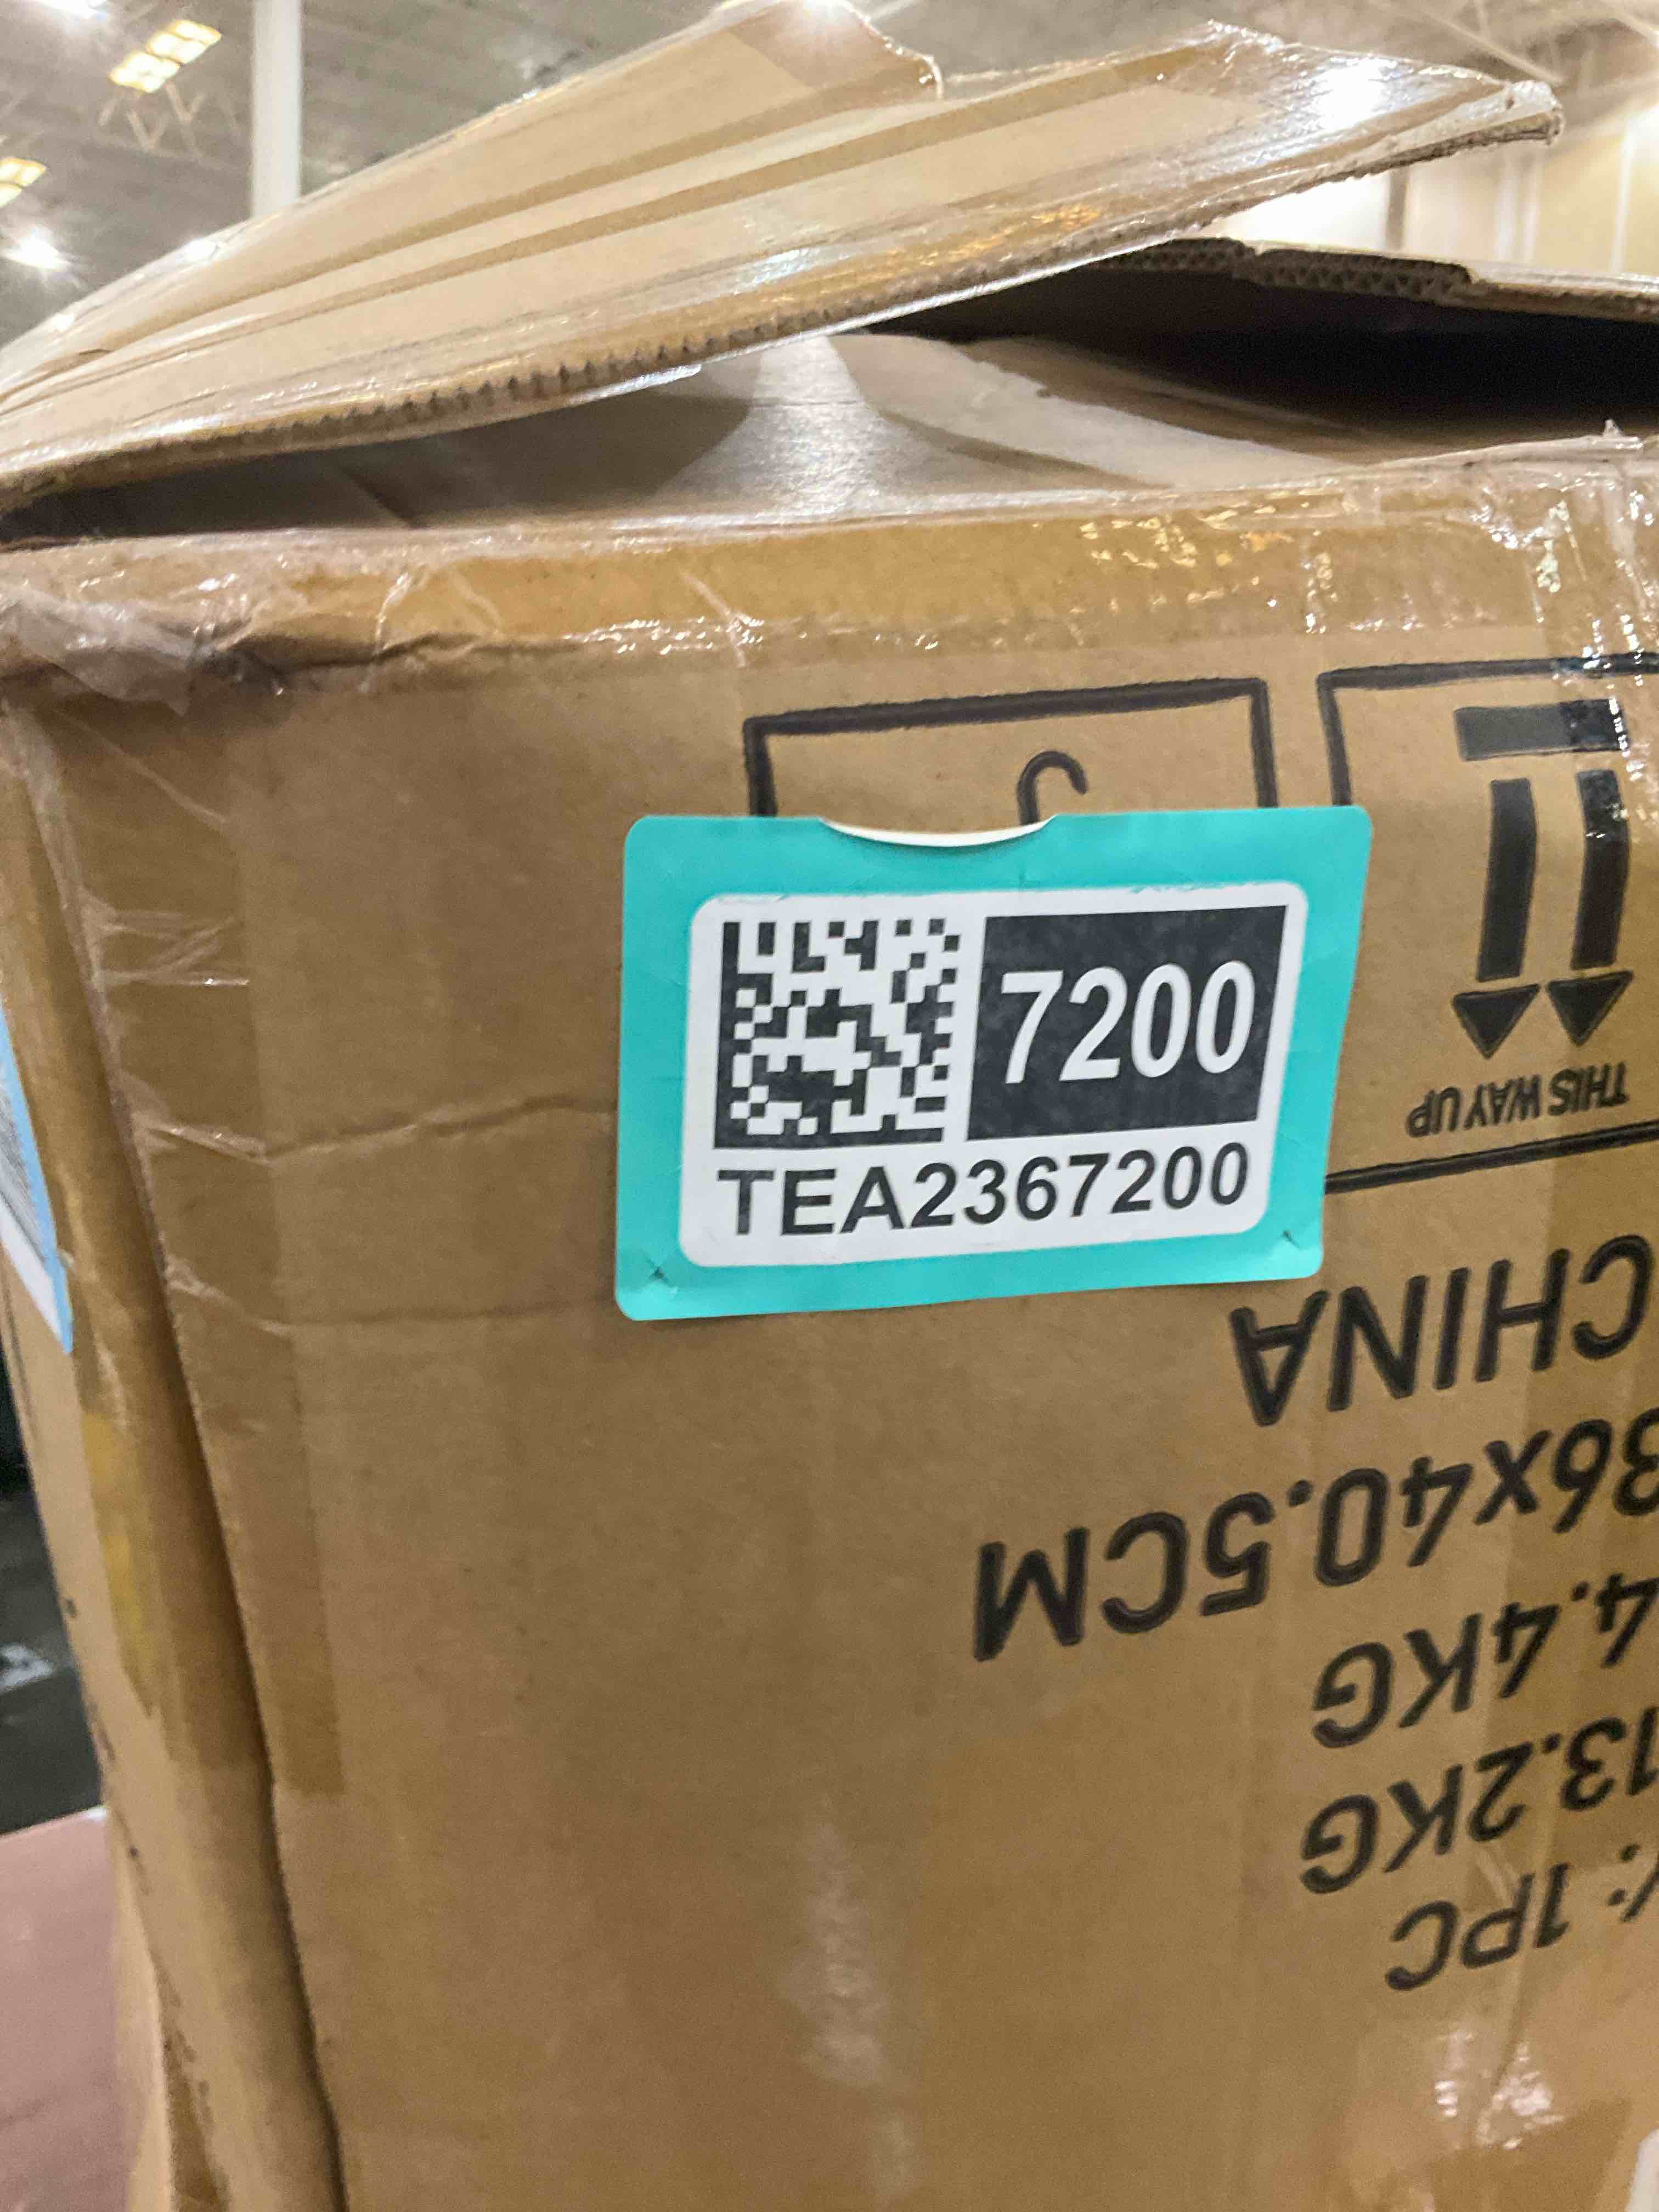 7200
TEA2367200
THIS WAY UP
CHINA
36x40.5CM
4.4KG
13.2KG
: 1PC